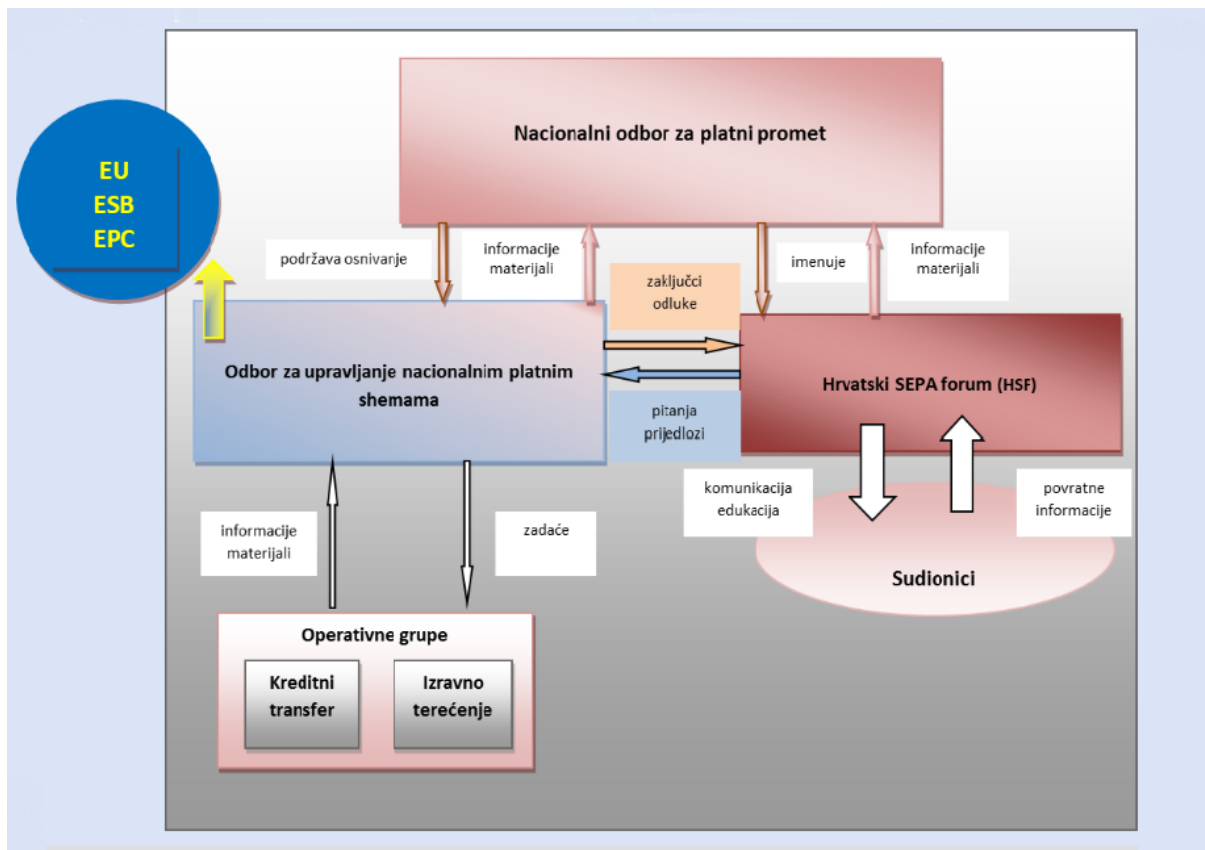 Nacionalni odbor za platni promet
EU
ESB
EPC
podržava osnivanje
informacije
materijali
zaključci
odluke
imenuje
informacije
materijali
Odbor za upravljanje nacionalnim platnim
shemama
Hrvatski SEPA forum (HSF)
pitanja
prijedlozi
komunikacija
edukacija
povratne
informacije
informacije
materijali
zadaće
Sudionici
Operativne grupe
Kreditni
transfer
Izravno
terećenje